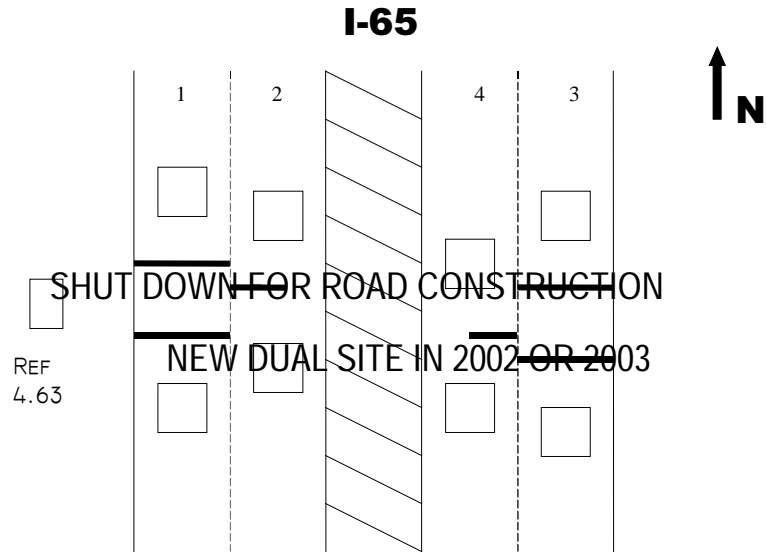 I-65
N
1 2 4 3
SHUT DOWN FOR ROAD CONSTRUCTION
NEW DUAL SITE IN 2002 OR 2003
REF
4.63